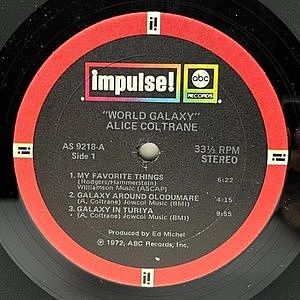 impulse!
abc
RECORDS
"WORLD GALAXY"
ALICE COLTRANE
AS 9218-A
Side 1
33⅓ RPM
STEREO
1. MY FAVORITE THINGS
(Rodgers/Hammerstein)
Williamson Music (ASCAP) 6:22
2. GALAXY AROUND OLODUMARE
• (A. Coltrane) Jowcol Music (BMI) 4:15
3. GALAXY IN TURIYA
• (A. Coltrane) Jowcol Music (BMI) 9:55
Produced by Ed Michel
℗ 1972, ABC Records, Inc.